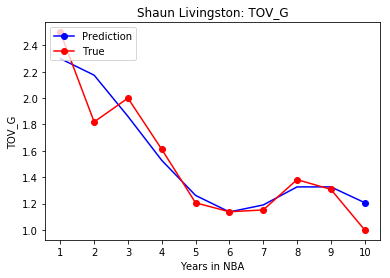 Shaun Livingston: TOV_G
Prediction
True
TOV_G
2.4
2.2
2.0
1.8
1.6
1.4
1.2
1.0
1 2 3 4 5 6 7 8 9 10
Years in NBA